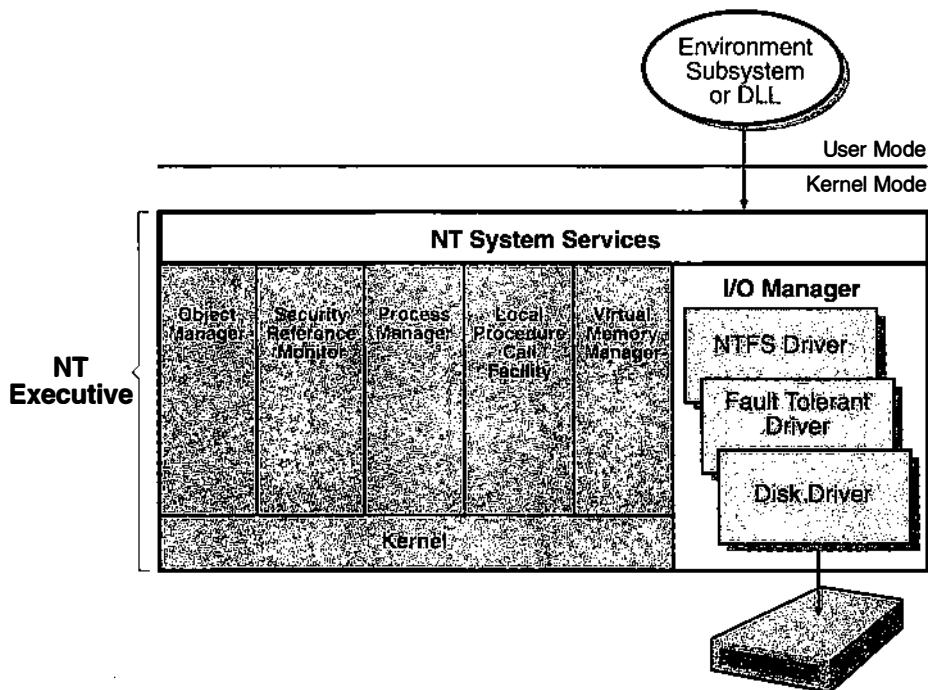 Environment
Subsystem
or DLL
User Mode
Kernel Mode
NT System Services
Object
Manager
Security
Reference
Monitor
Process
Manager
Local
Procedure
Call
Facility
Virtual
Memory
Manager
I/O Manager
NTFS Driver
Fault Tolerant
Driver
Disk Driver
NT
Executive
Kernel